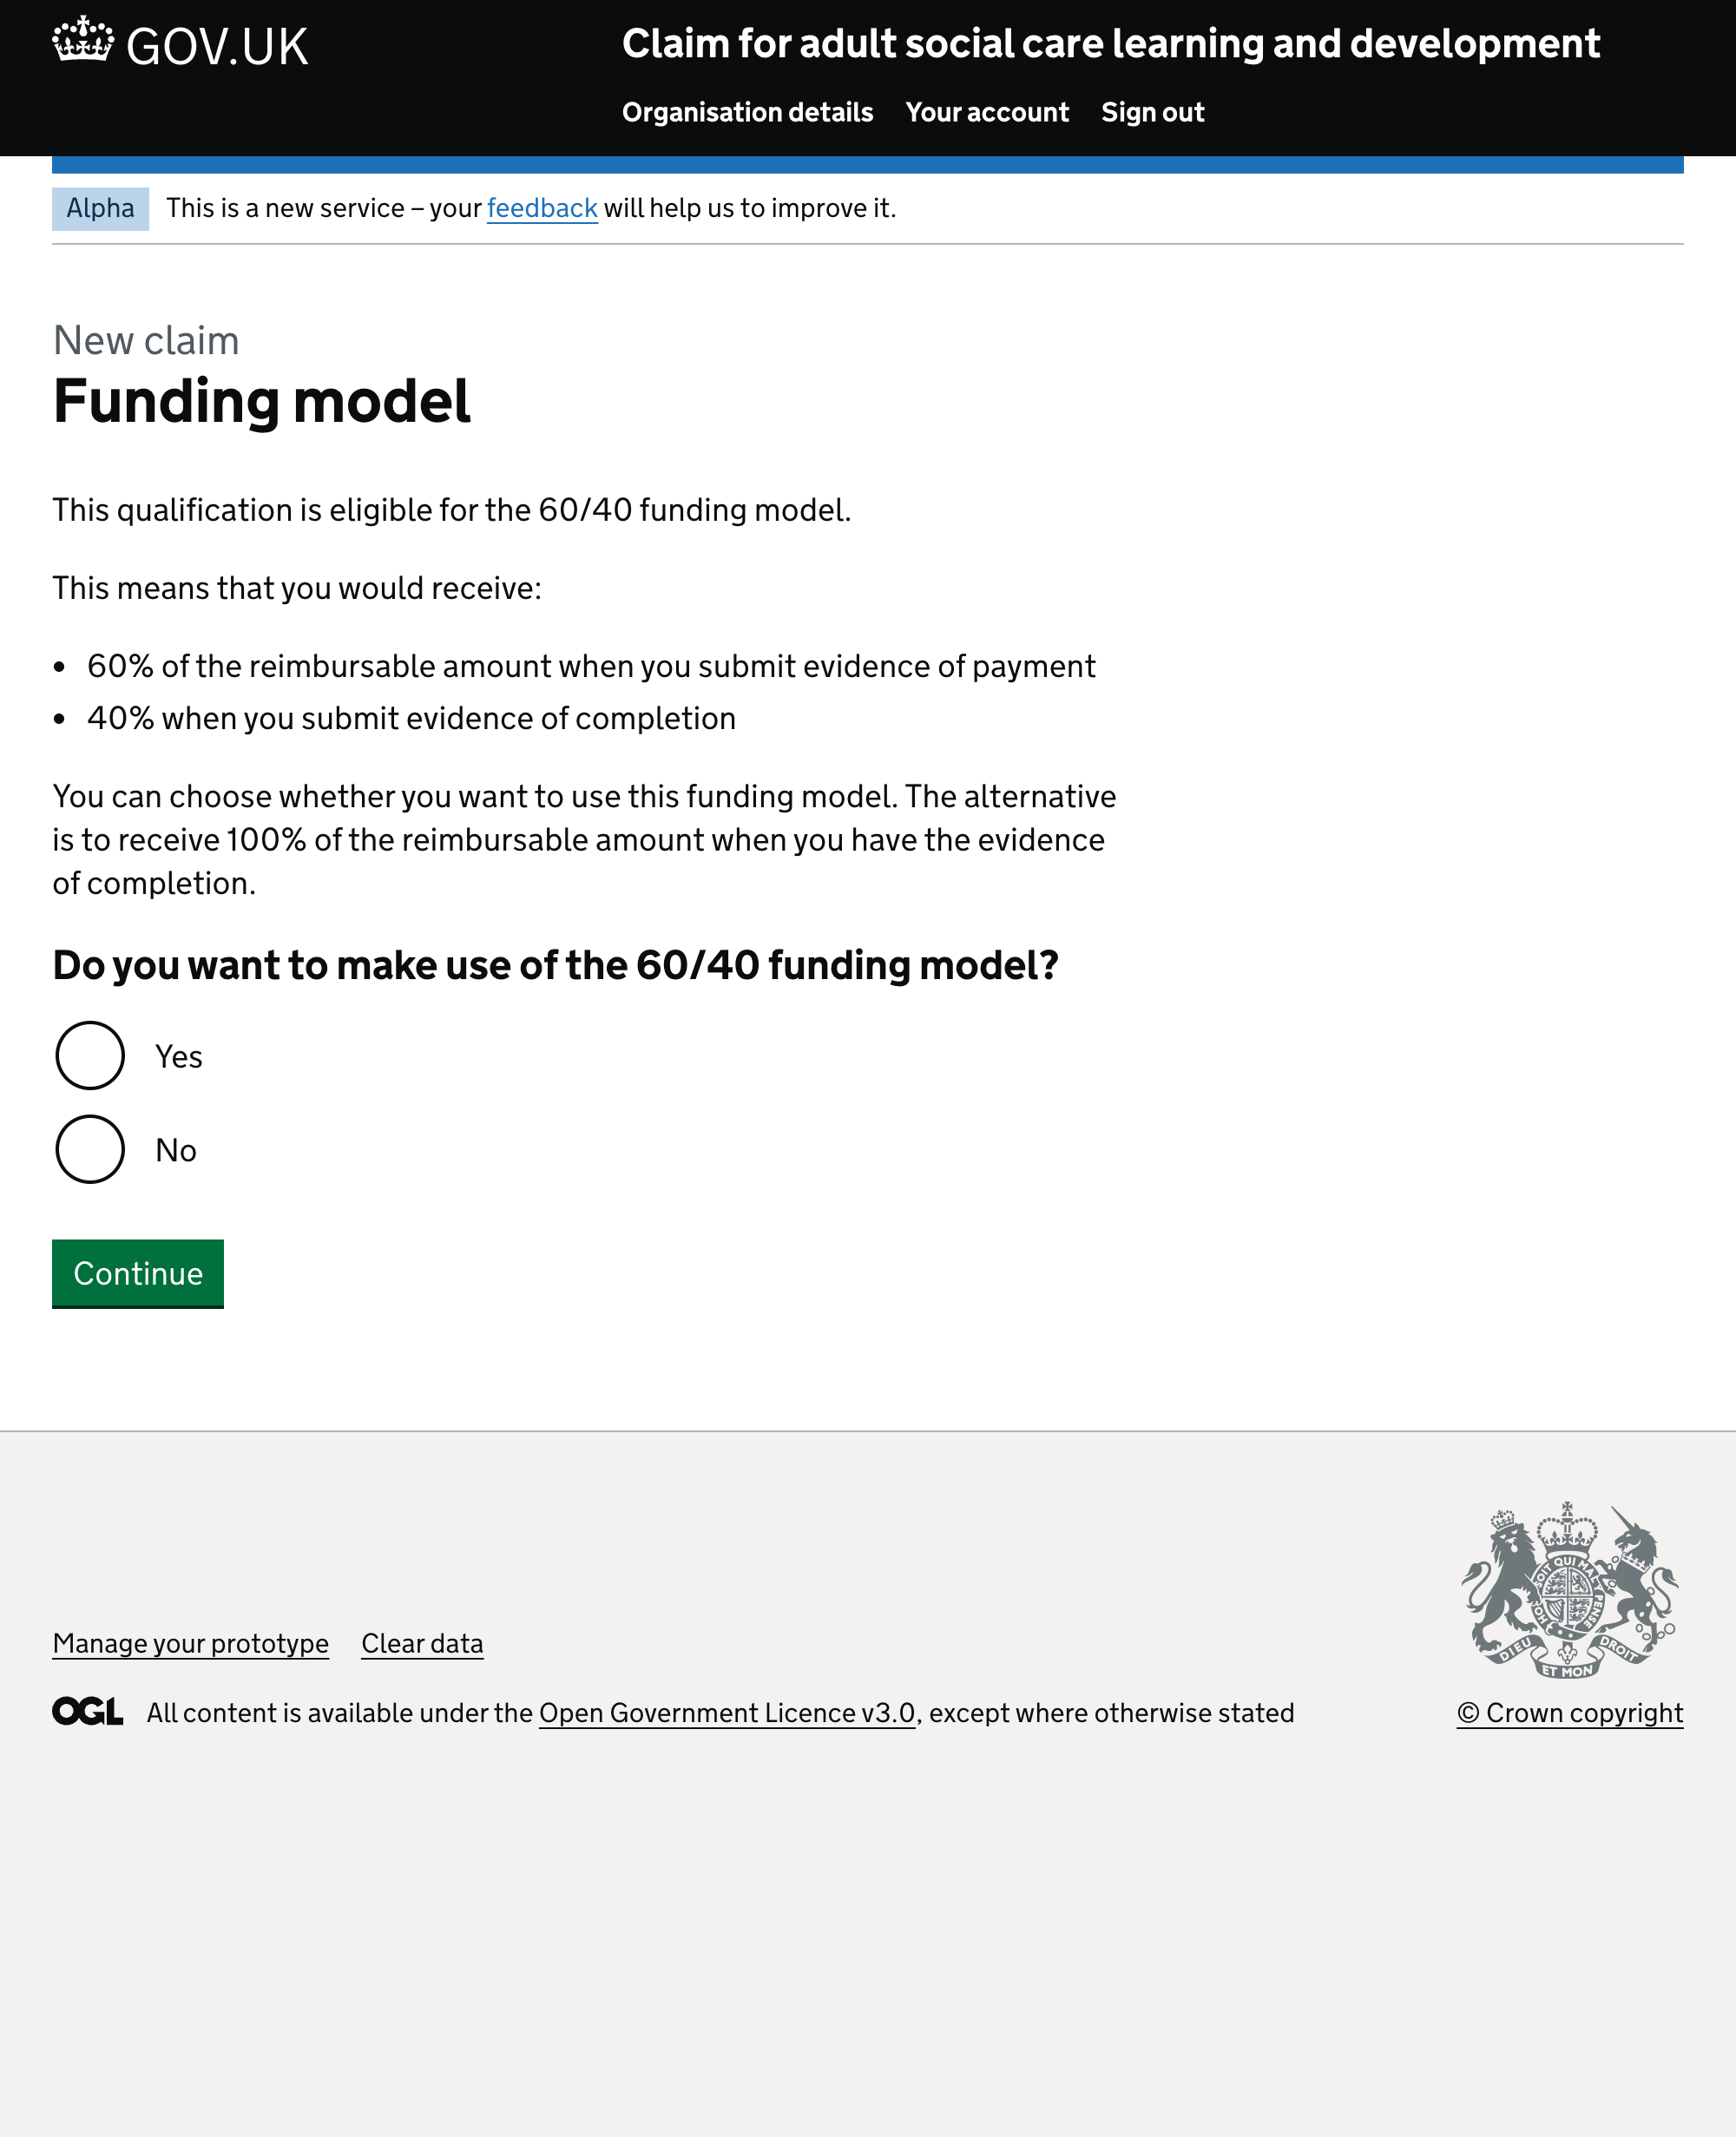 GOV.UK
Claim for adult social care learning and development
Organisation details Your account Sign out
Alpha This is a new service – your feedback will help us to improve it.
New claim
Funding model
This qualification is eligible for the 60/40 funding model.
This means that you would receive:
• 60% of the reimbursable amount when you submit evidence of payment
• 40% when you submit evidence of completion
You can choose whether you want to use this funding model. The alternative
is to receive 100% of the reimbursable amount when you have the evidence
of completion.
Do you want to make use of the 60/40 funding model?
Yes
No
Continue
DIEU ET MON DROIT
Manage your prototype Clear data
OGL All content is available under the Open Government Licence v3.0, except where otherwise stated
© Crown copyright